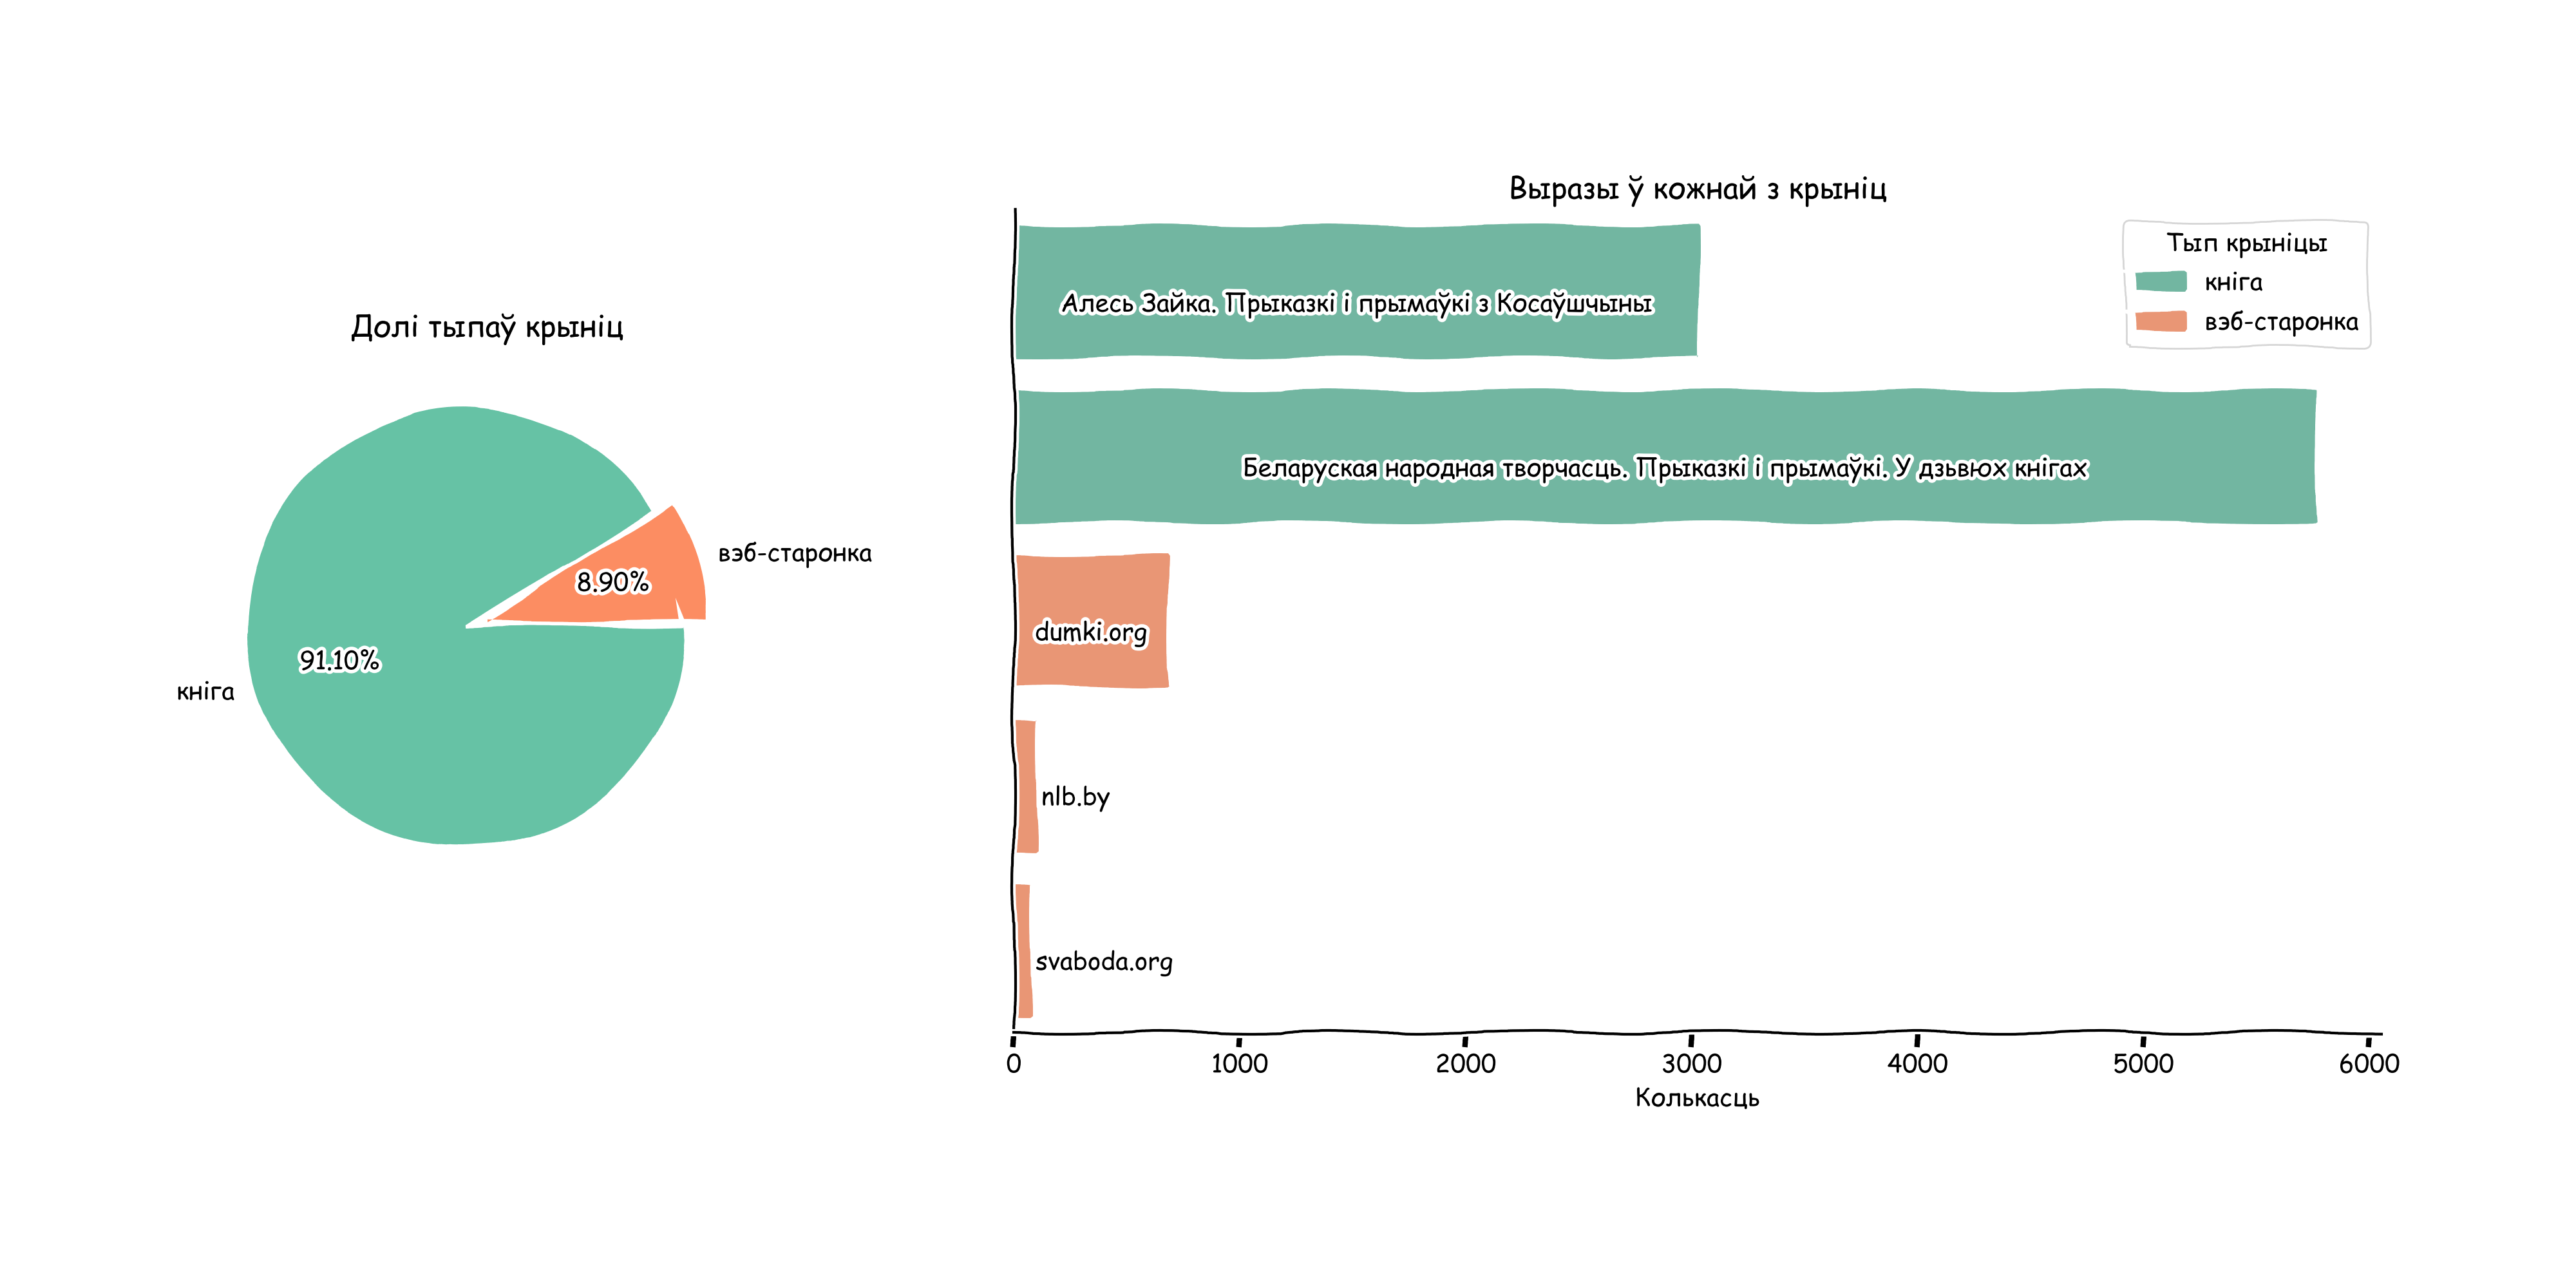 Долі тыпаў крыніц
вэб-старонка
8.90%
91.10%
кніга
Выразы ў кожнай з крыніц
Тып крыніцы
кніга
вэб-старонка
Алесь Зайка. Прыказкі і прымаўкі з Косаўшчыны
Беларуская народная творчасць. Прыказкі і прымаўкі. У дзьвюх кнігах
dumki.org
nlb.by
svaboda.org
0 1000 2000 3000 4000 5000 6000
Колькасць